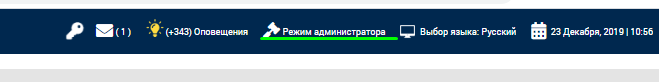 ( 1 ) (+343) Оповещения Режим администратора Выбор языка: Русский 23 Декабря, 2019 | 10:56